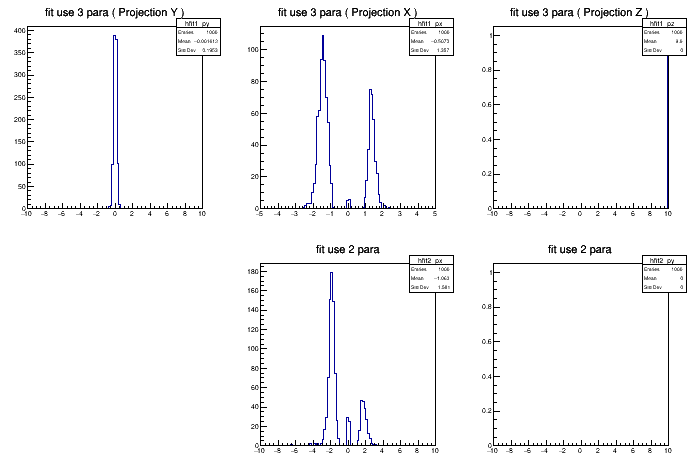 fit use 3 para ( Projection Y )
hfit1_py
Entries 1066
Mean
Std Dev 0.1953
400
350
300
250
200
150
100
50
0
−10 −8 −6 −4 −2 0 2 4 6 8 10
fit use 3 para ( Projection X )
hfit1_px
Entries 1066
Mean −0.5673
Std Dev 1.357
100
80
60
40
20
0
−5 −4 −3 −2 −1 0 1 2 3 4 5
fit use 3 para ( Projection Z )
hfit1_pz
Entries 1066
Mean 9.9
Std Dev 0
1
0.8
0.6
0.4
0.2
0
−10 −8 −6 −4 −2 0 2 4 6 8 10
fit use 2 para
hfit2_px
Entries 1066
Mean −1.063
Std Dev 1.581
180
160
140
120
100
80
60
40
20
0
−10 −8 −6 −4 −2 0 2 4 6 8 10
fit use 2 para
hfit2_py
Entries 1066
Mean 0
Std Dev 0
1
0.8
0.6
0.4
0.2
0
−10 −8 −6 −4 −2 0 2 4 6 8 10